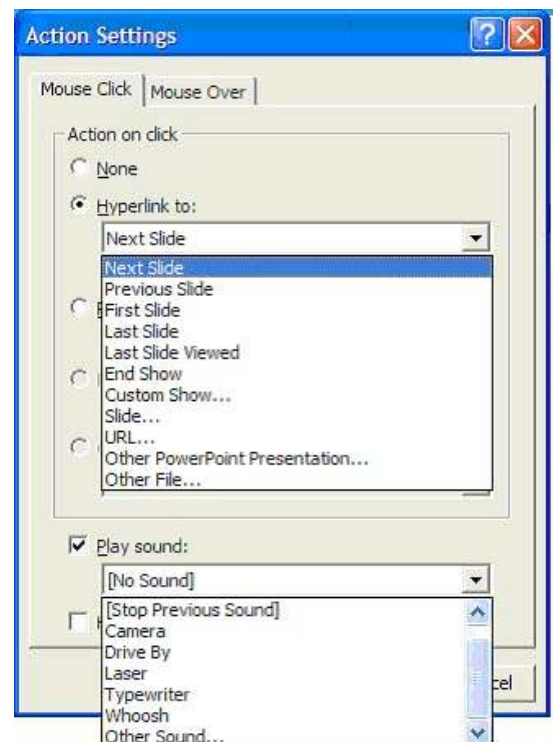 Action Settings
Mouse Click Mouse Over
Action on click
None
Hyperlink to:
Next Slide
Next Slide
Previous Slide
First Slide
Last Slide
Last Slide Viewed
End Show
Custom Show...
Slide...
URL...
Other PowerPoint Presentation...
Other File...
Play sound:
[No Sound]
[Stop Previous Sound]
Camera
Drive By
Laser
Typewriter
Whoosh
Other Sound...